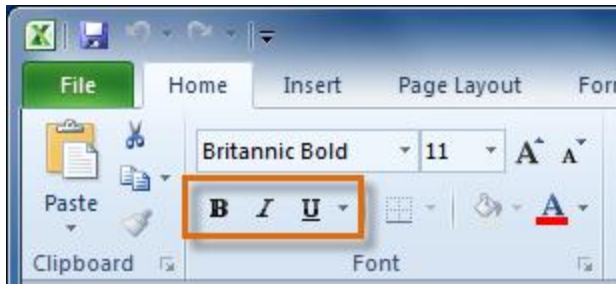 File Home Insert Page Layout For
Britannic Bold 11 A A
Paste B I U A
Clipboard Font